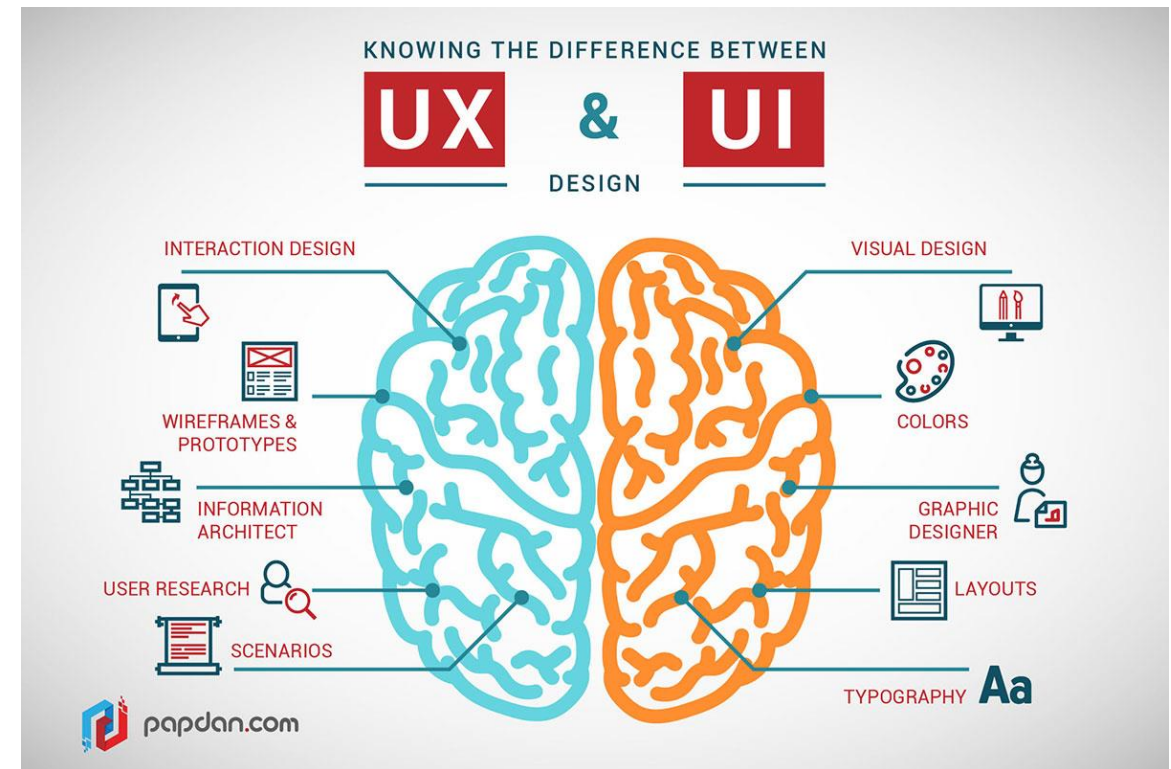 KNOWING THE DIFFERENCE BETWEEN
UX & UI
DESIGN
INTERACTION DESIGN
WIREFRAMES &
PROTOTYPES
INFORMATION
ARCHITECT
USER RESEARCH
SCENARIOS
VISUAL DESIGN
COLORS
GRAPHIC
DESIGNER
LAYOUTS
TYPOGRAPHY Aa
papdan.com